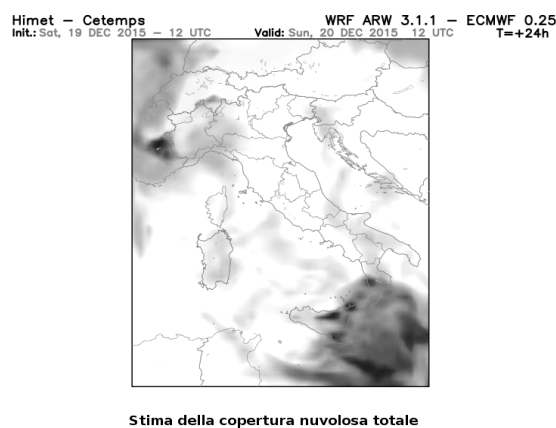 Himet – Cetemps WRF ARW 3.1.1 – ECMWF 0.25
Init.: Sat, 19 DEC 2015 – 12 UTC Valid: Sun, 20 DEC 2015 12 UTC T=+24h
Stima della copertura nuvolosa totale